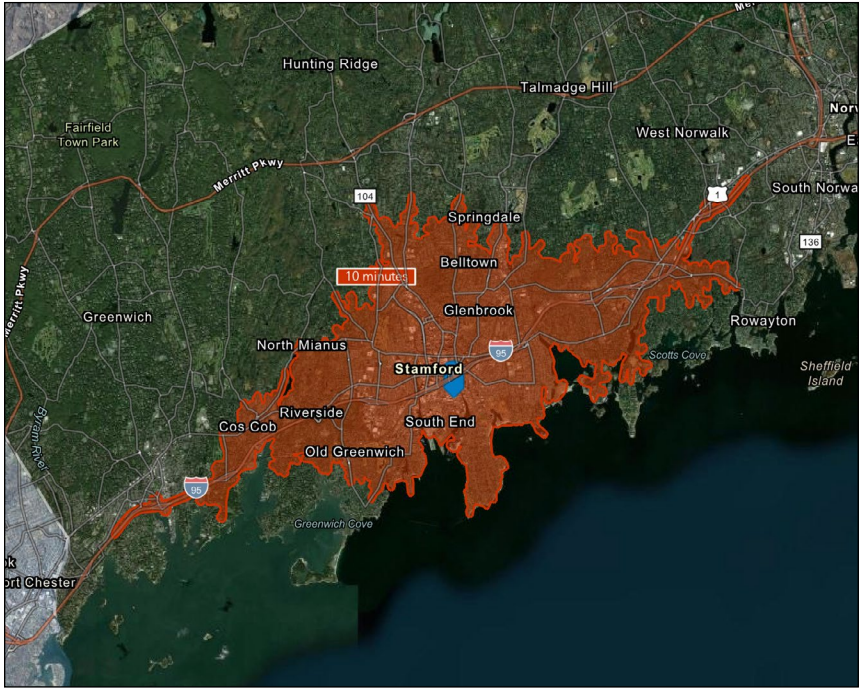 Mer
Hunting Ridge
Talmadge Hill
Norw
Fairfield
Town Park
West Norwalk
E
Merritt Pkwy
104
1
South Norwa
Springdale
136
Belltown
10 minutes
Merritt Pkwy
Greenwich
Glenbrook
Rowayton
North Mianus
95
Scotts Cove
Stamford
Sheffield
Island
Riverside
South End
Cos Cob
Byram River
Old Greenwich
95
Greenwich Cove
k
ort Chester